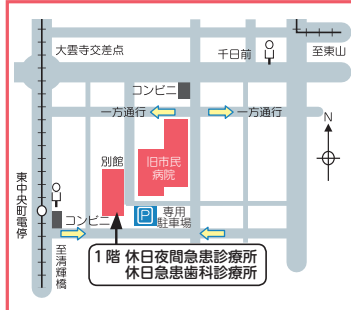 大雲寺交差点
千日前
至東山
コンビニ
一方通行
一方通行
N
別館
旧市民
病院
東中央町電停
コンビニ
P
専用
駐車場
至清輝橋
1階 休日夜間急患診療所
休日急患歯科診療所